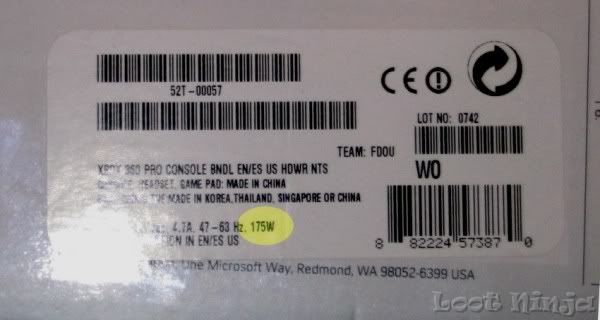 52T-00057
LOT NO: 0742
TEAM: FDOU
XBOX 360 PRO CONSOLE BNDL EN/ES US HDWR NTS
W0
HEADSET, GAME PAD: MADE IN CHINA
MADE IN KOREA, THAILAND, SINGAPORE OR CHINA
4.7A, 47-63 Hz, 175W
IN EN/ES US
8 82224 57387 0
One Microsoft Way, Redmond, WA 98052-6399 USA
Loot Ninja